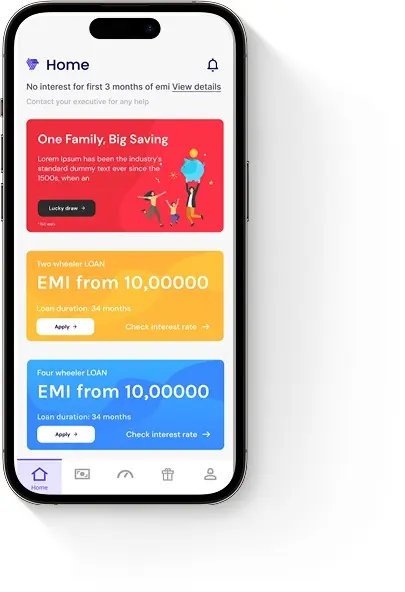 Home
No interest for first 3 months of emi View details
Contact your executive for any help
One Family, Big Saving
Lorem Ipsum has been the industry's
standard dummy text ever since the
1500s, when an
Lucky draw →
Two wheeler LOAN
EMI from 10,00000
Loan duration: 34 months
Apply →
Check interest rate →
Four wheeler LOAN
EMI from 10,00000
Loan duration: 34 months
Apply →
Check interest rate →
Home